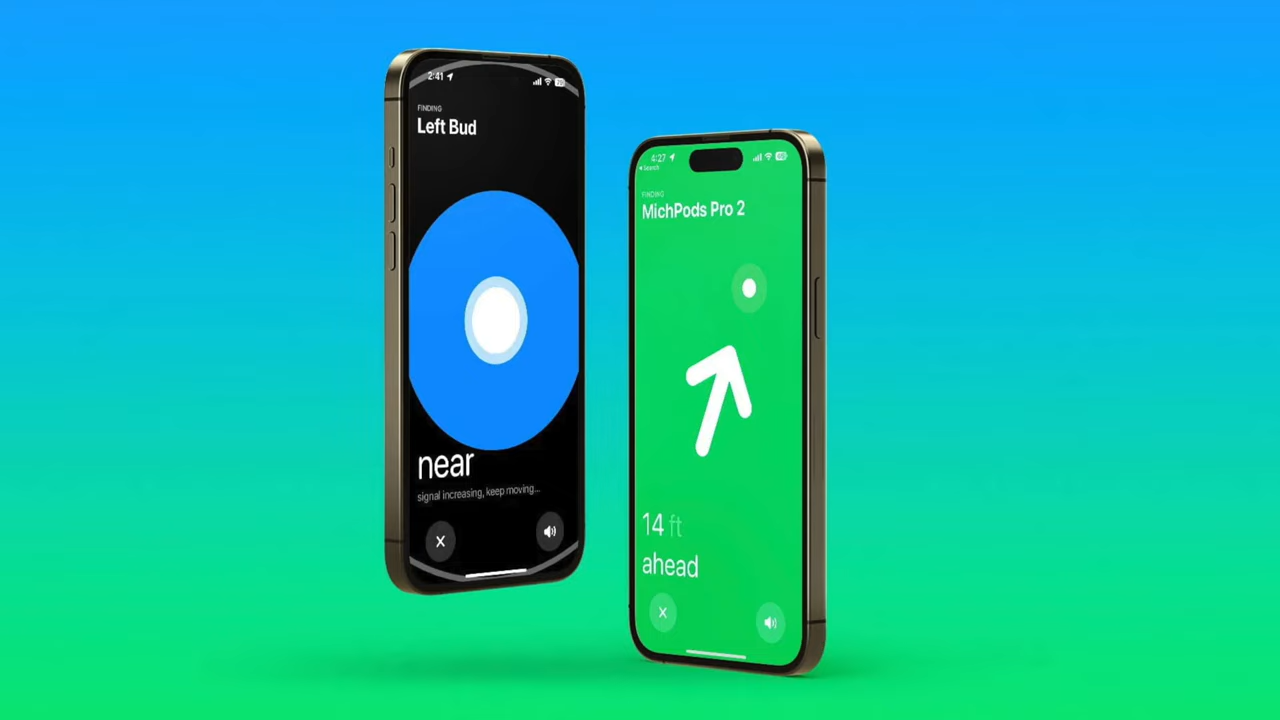 2:41
FINDING
Left Bud
near
signal increasing, keep moving...
4:27
Search
FINDING
MichPods Pro 2
14 ft
ahead